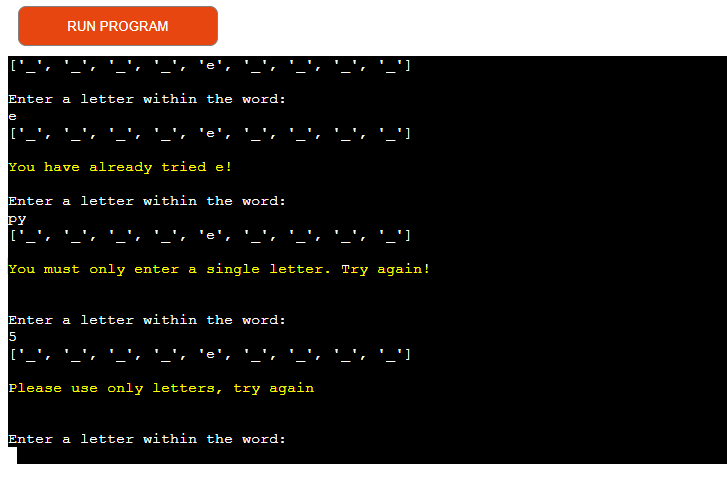 RUN PROGRAM
['_', '_', '_', '_', 'e', '_', '_', '_', '_']
Enter a letter within the word:
e
['_', '_', '_', '_', 'e', '_', '_', '_', '_']
You have already tried e!
Enter a letter within the word:
py
['_', '_', '_', '_', 'e', '_', '_', '_', '_']
You must only enter a single letter. Try again!
Enter a letter within the word:
5
['_', '_', '_', '_', 'e', '_', '_', '_', '_']
Please use only letters, try again
Enter a letter within the word: